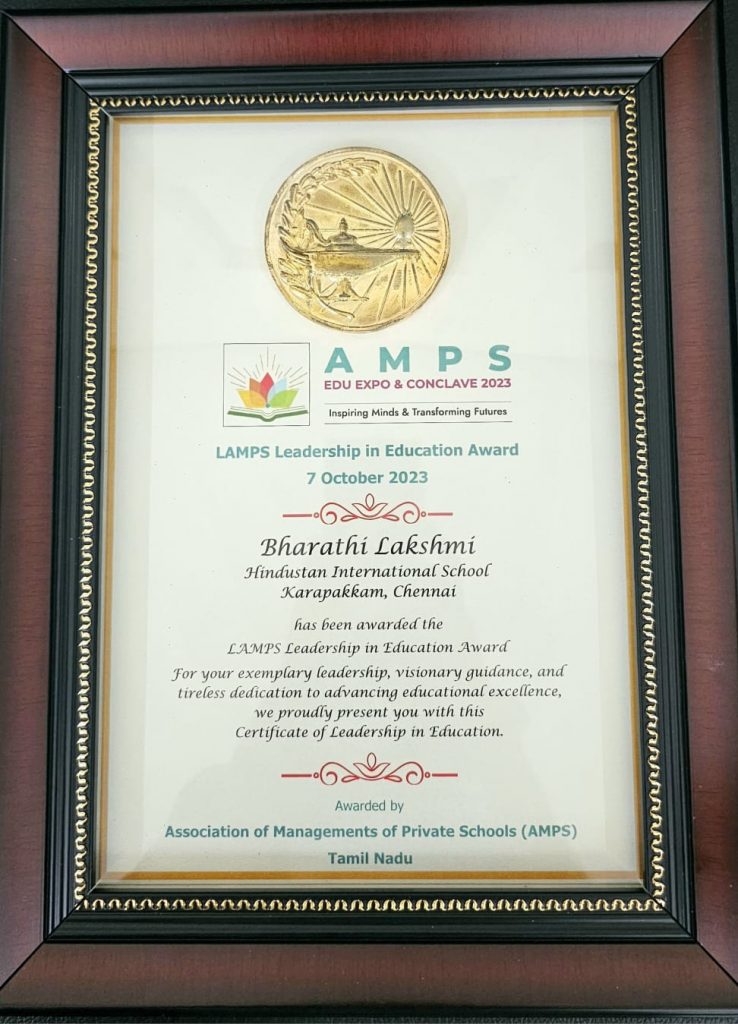 AMPS
EDU EXPO & CONCLAVE 2023
Inspiring Minds & Transforming Futures
LAMPS Leadership in Education Award
7 October 2023
Bharathi Lakshmi
Hindustan International School
Karapakkam, Chennai
has been awarded the
LAMPS Leadership in Education Award
For your exemplary leadership, visionary guidance, and
tireless dedication to advancing educational excellence,
we proudly present you with this
Certificate of Leadership in Education.
Awarded by
Association of Managements of Private Schools (AMPS)
Tamil Nadu